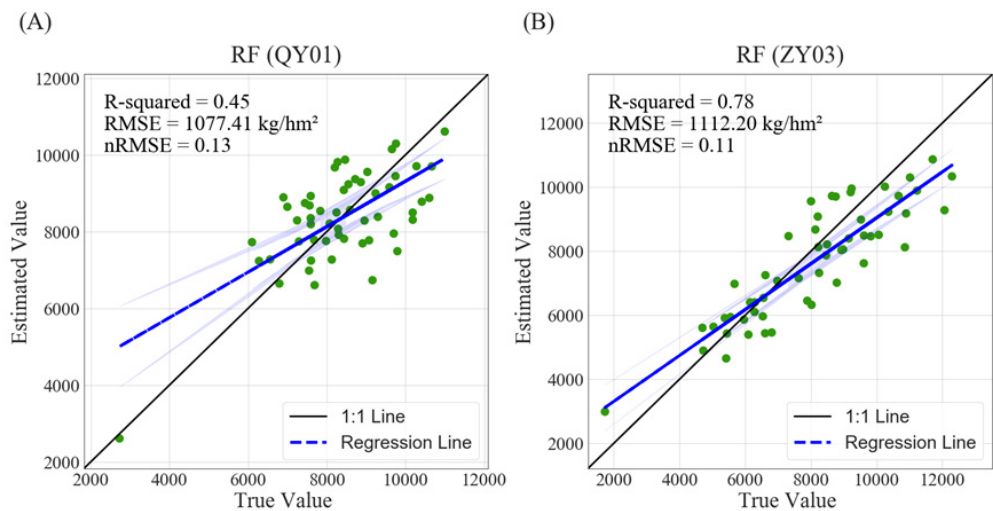 (A)
RF (QY01)
R-squared = 0.45
RMSE = 1077.41 kg/hm²
nRMSE = 0.13
Estimated Value
12000
10000
8000
6000
4000
2000
1:1 Line
Regression Line
2000 4000 6000 8000 10000 12000
True Value
(B)
RF (ZY03)
R-squared = 0.78
RMSE = 1112.20 kg/hm²
nRMSE = 0.11
Estimated Value
12000
10000
8000
6000
4000
2000
1:1 Line
Regression Line
2000 4000 6000 8000 10000 12000
True Value